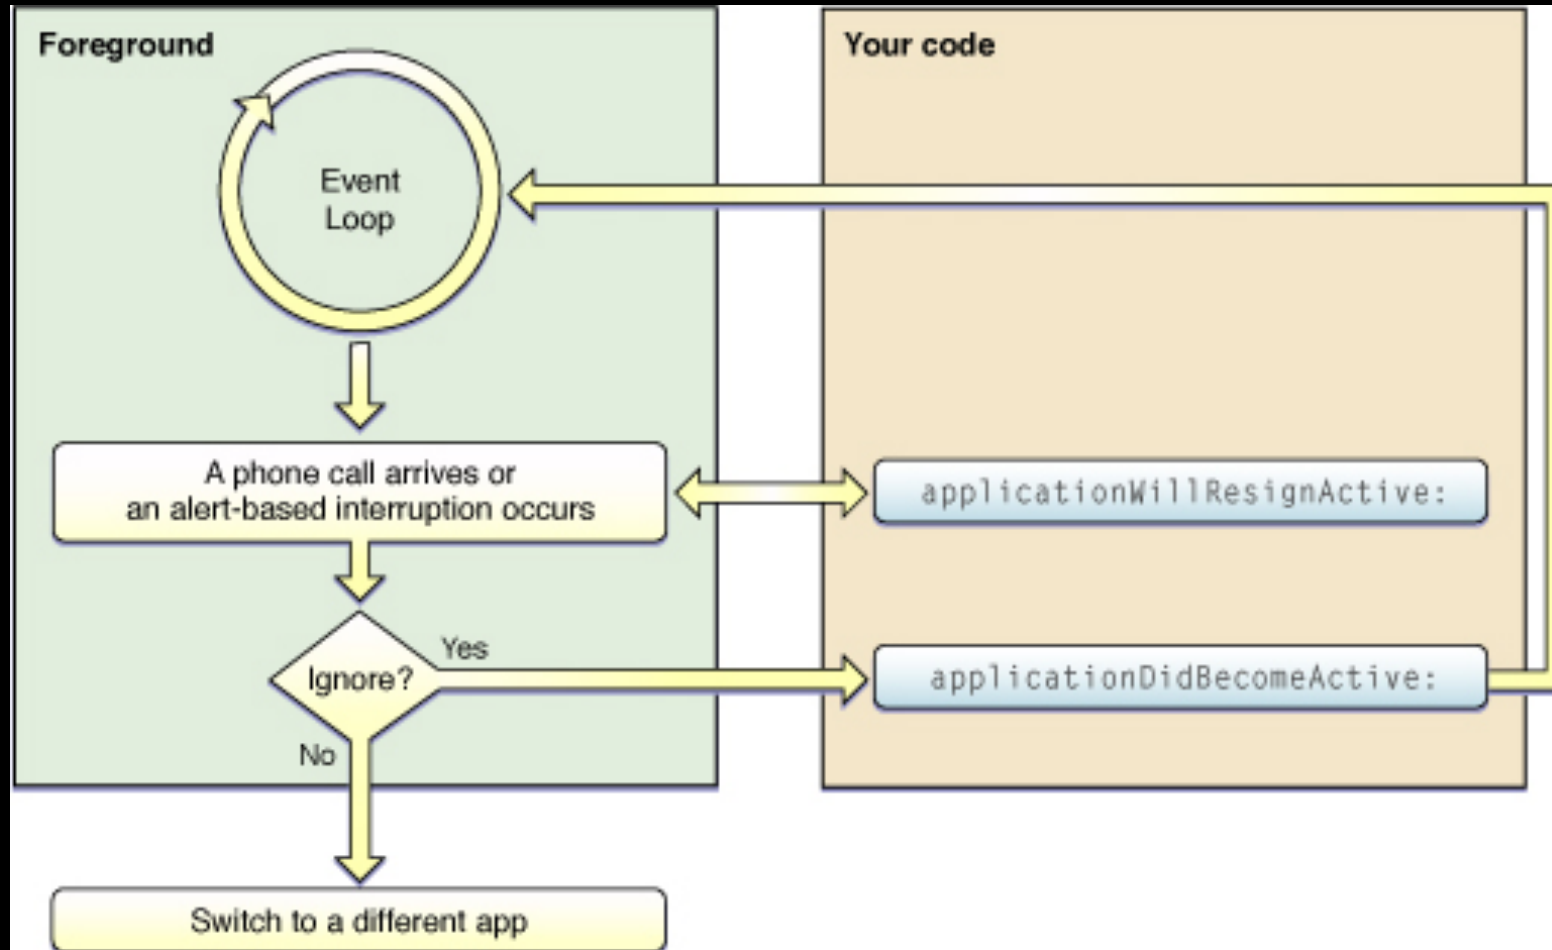 Foreground
Your code
Event
Loop
A phone call arrives or
an alert-based interruption occurs
applicationWillResignActive:
Ignore?
Yes
applicationDidBecomeActive:
No
Switch to a different app